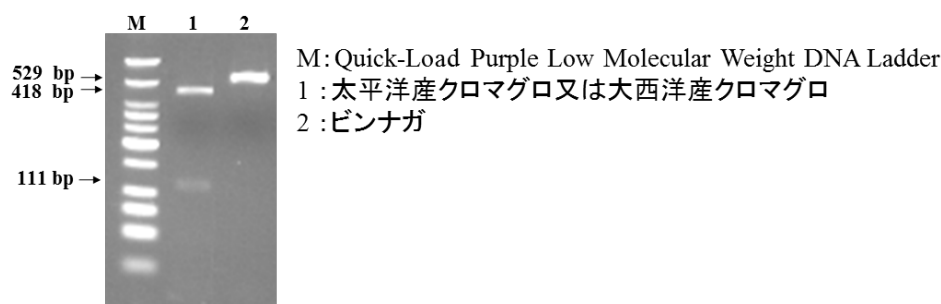 M 1 2
529 bp
418 bp
111 bp
M:Quick-Load Purple Low Molecular Weight DNA Ladder
1:太平洋産クロマグロ又は大西洋産クロマグロ
2:ビンナガ